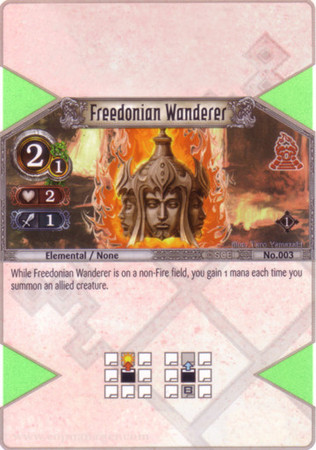 Freedonian Wanderer
2
1
2
1
Elemental / None
No.003
While Freedonian Wanderer is on a non-Fire field, you gain 1 mana each time you
summon an allied creature.
B